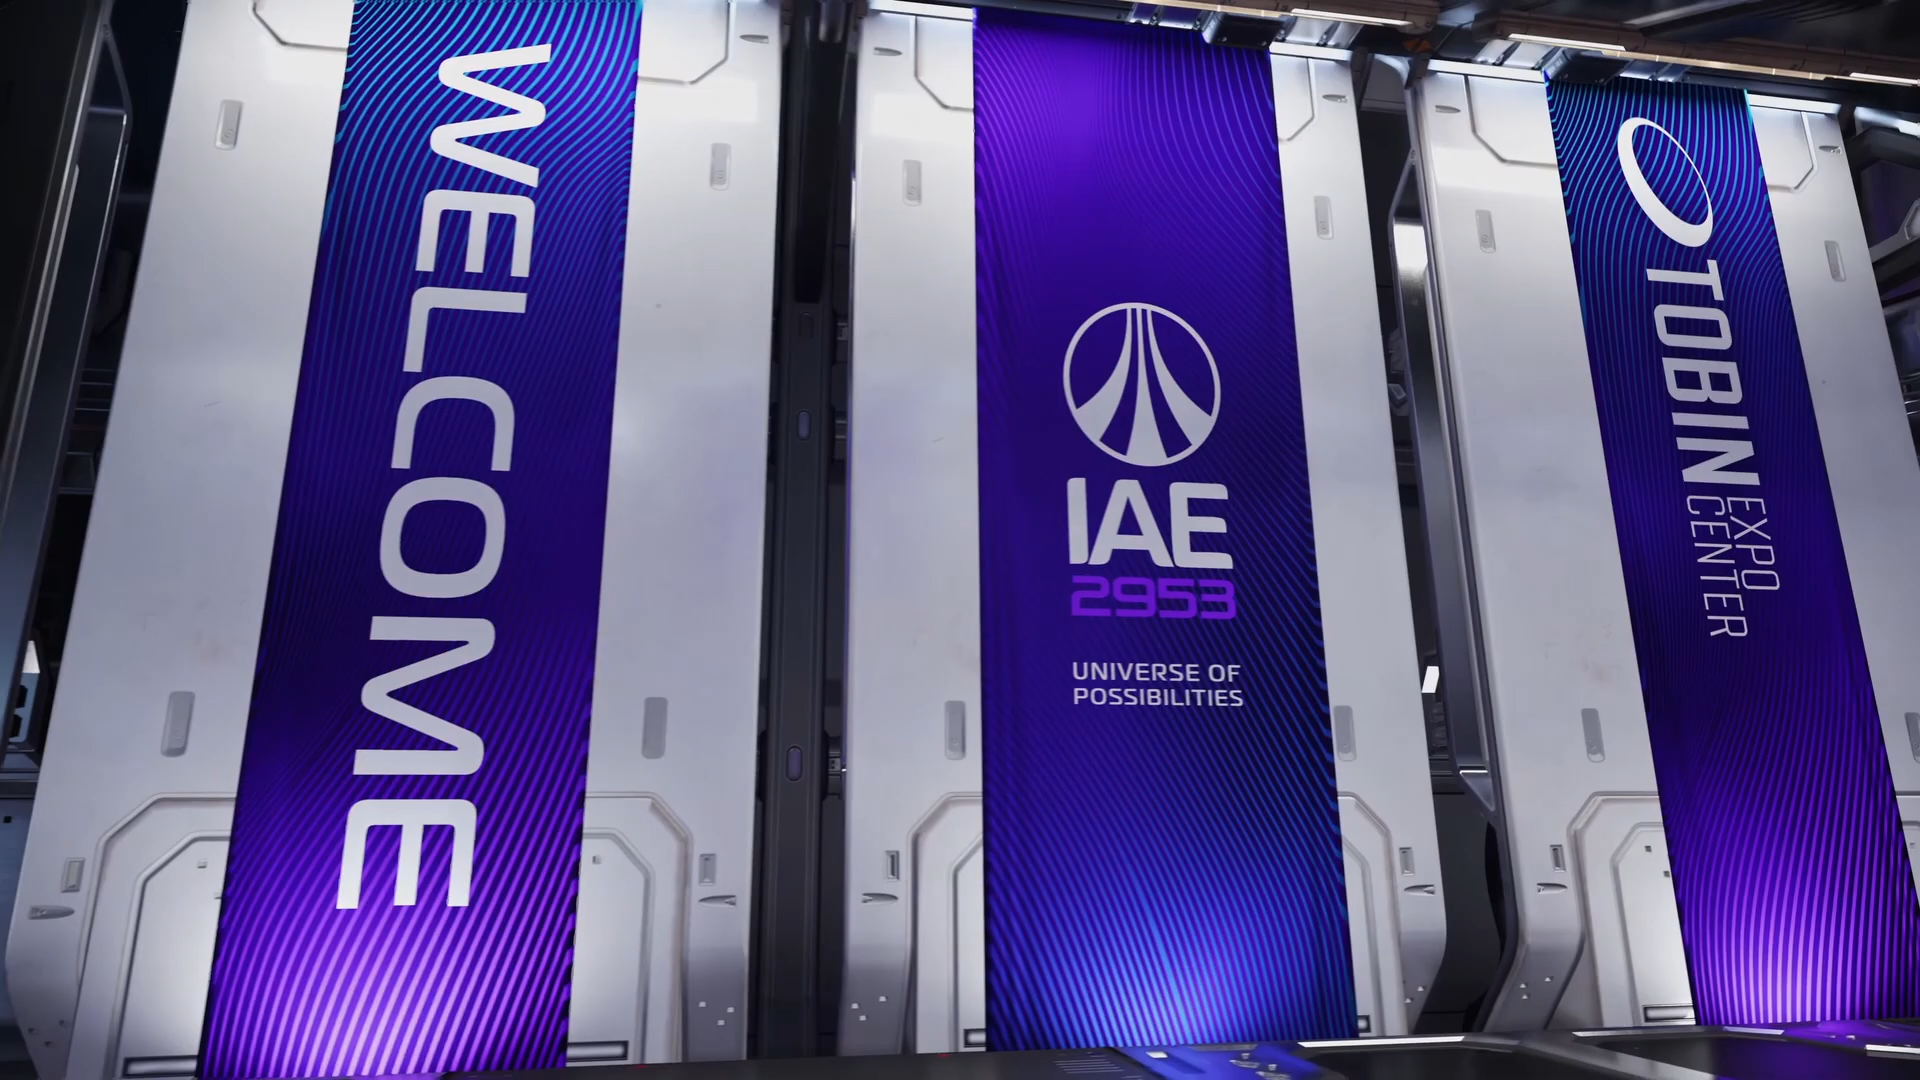 WELCOME
IAE
2953
UNIVERSE OF
POSSIBILITIES
TOBIN
EXPO
CENTER